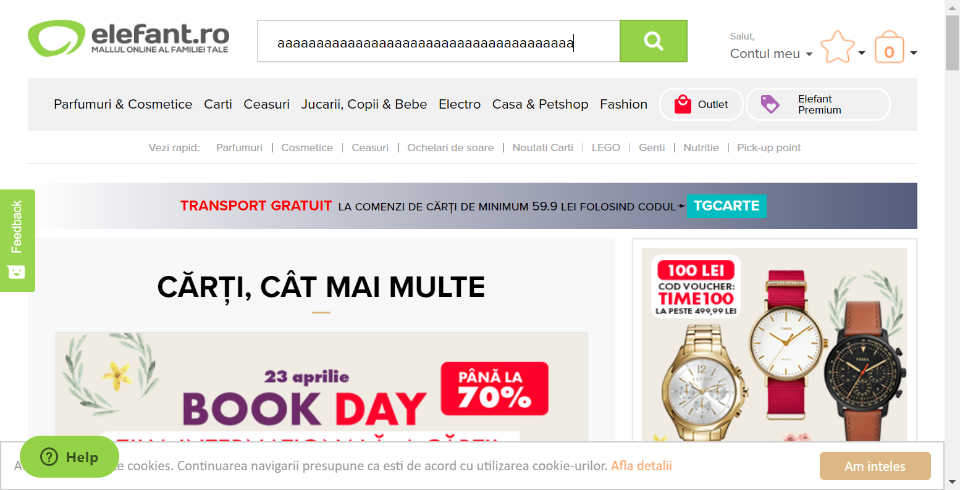 elefant.ro
MALLUL ONLINE AL FAMILIEI TALE
aaaaaaaaaaaaaaaaaaaaaaaaaaaaaaaaaaaaaa
Salut,
Contul meu
0
Parfumuri & Cosmetice Carti Ceasuri Jucarii, Copii & Bebe Electro Casa & Petshop Fashion Outlet Elefant Premium
Vezi rapid: Parfumuri | Cosmetice | Ceasuri | Ochelari de soare | Noutati Carti | LEGO | Genti | Nutritie | Pick-up point
Feedback
TRANSPORT GRATUIT LA COMENZI DE CĂRȚI DE MINIMUM 59.9 LEI FOLOSIND CODUL TGCARTE
CĂRȚI, CÂT MAI MULTE
23 aprilie
BOOK DAY
PÂNĂ LA
70%
100 LEI
COD VOUCHER:
TIME100
LA PESTE 499,99 LEI
Help
cookies. Continuarea navigarii presupune ca esti de acord cu utilizarea cookie-urilor. Afla detalii
Am inteles